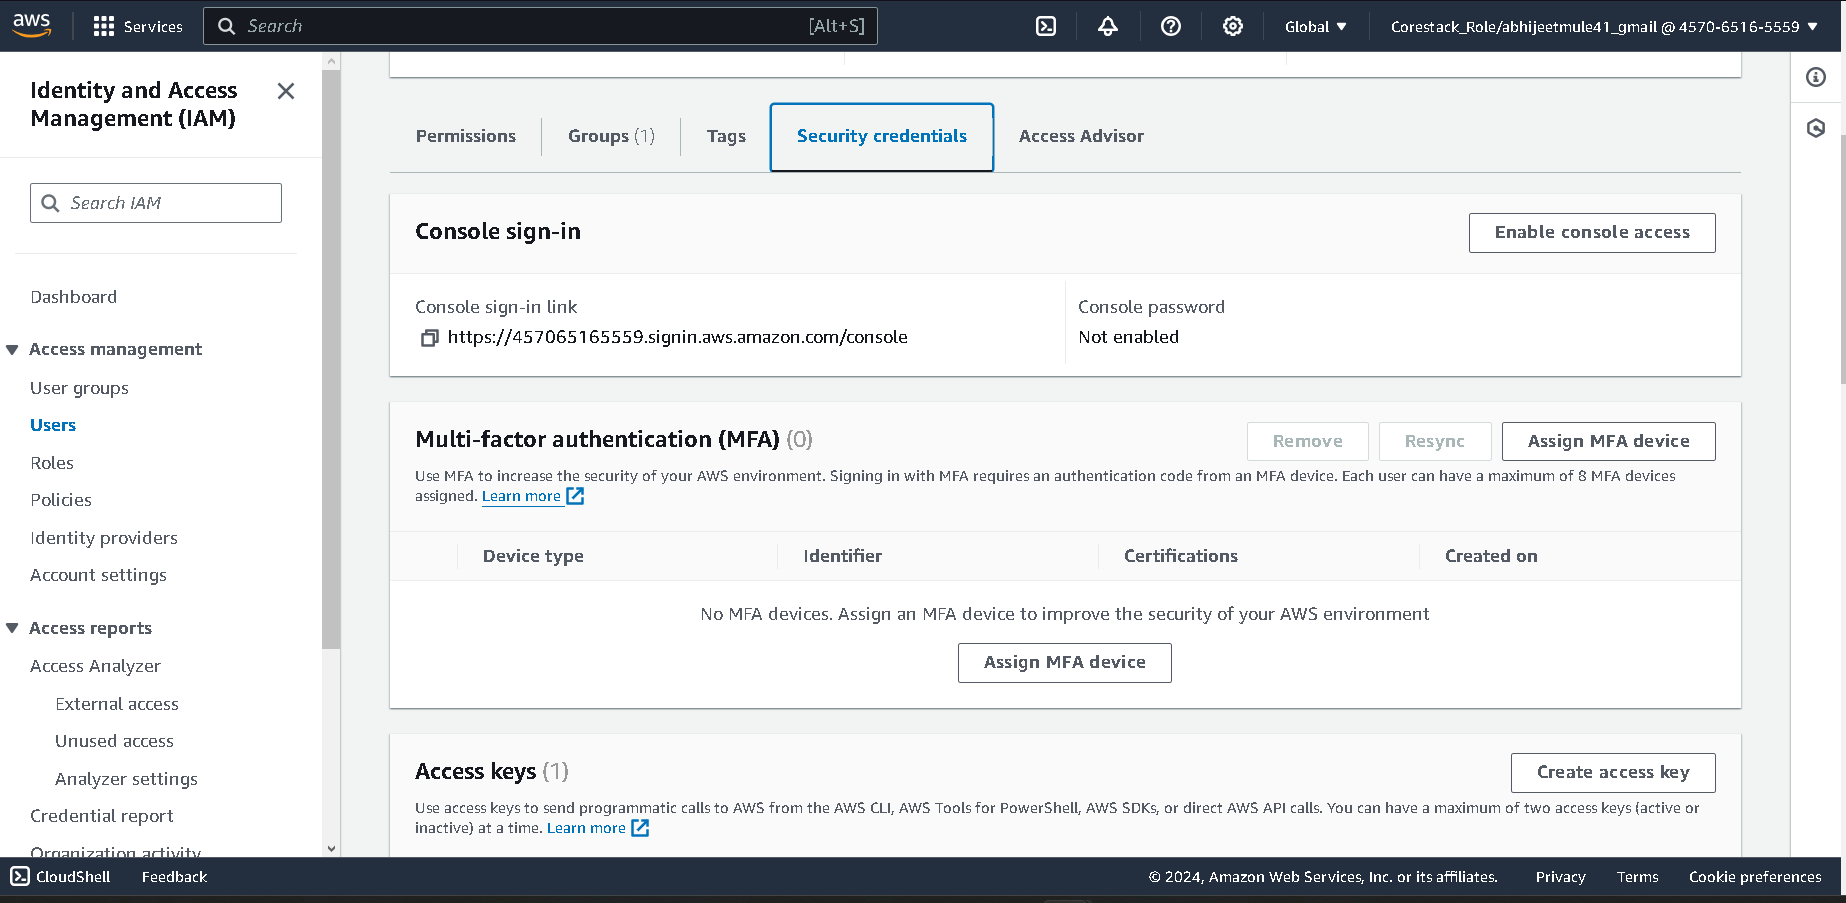 aws
Services
Search
[Alt+S]
Global
Corestack_Role/abhijeetmule41_gmail @ 4570-6516-5559
Identity and Access
Management (IAM)
Search IAM
Dashboard
Access management
User groups
Users
Roles
Policies
Identity providers
Account settings
Access reports
Access Analyzer
External access
Unused access
Analyzer settings
Credential report
Organization activity
Permissions
Groups (1)
Tags
Security credentials
Access Advisor
Console sign-in
Enable console access
Console sign-in link
https://457065165559.signin.aws.amazon.com/console
Console password
Not enabled
Multi-factor authentication (MFA) (0)
Remove
Resync
Assign MFA device
Use MFA to increase the security of your AWS environment. Signing in with MFA requires an authentication code from an MFA device. Each user can have a maximum of 8 MFA devices
assigned. Learn more
Device type
Identifier
Certifications
Created on
No MFA devices. Assign an MFA device to improve the security of your AWS environment
Assign MFA device
Access keys (1)
Create access key
Use access keys to send programmatic calls to AWS from the AWS CLI, AWS Tools for PowerShell, AWS SDKs, or direct AWS API calls. You can have a maximum of two access keys (active or
inactive) at a time. Learn more
CloudShell
Feedback
© 2024, Amazon Web Services, Inc. or its affiliates.
Privacy
Terms
Cookie preferences